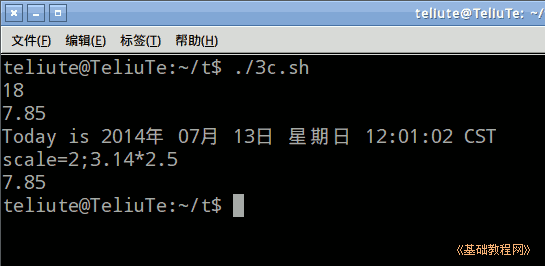 teliute@TeliuTe: ~/
文件(F) 编辑(E) 标签(T) 帮助(H)
teliute@TeliuTe:~/t$ ./3c.sh
18
7.85
Today is 2014年 07月 13日 星期日 12:01:02 CST
scale=2;3.14*2.5
7.85
teliute@TeliuTe:~/t$
《基础教程网》